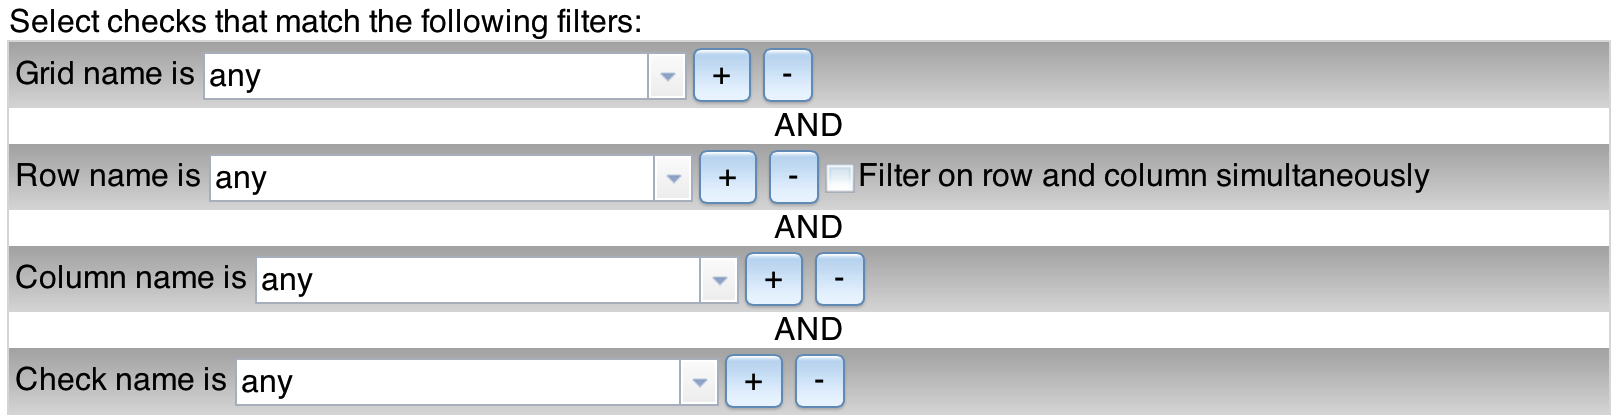 Select checks that match the following filters:
Grid name is any + -
AND
Row name is any + - Filter on row and column simultaneously
AND
Column name is any + -
AND
Check name is any + -